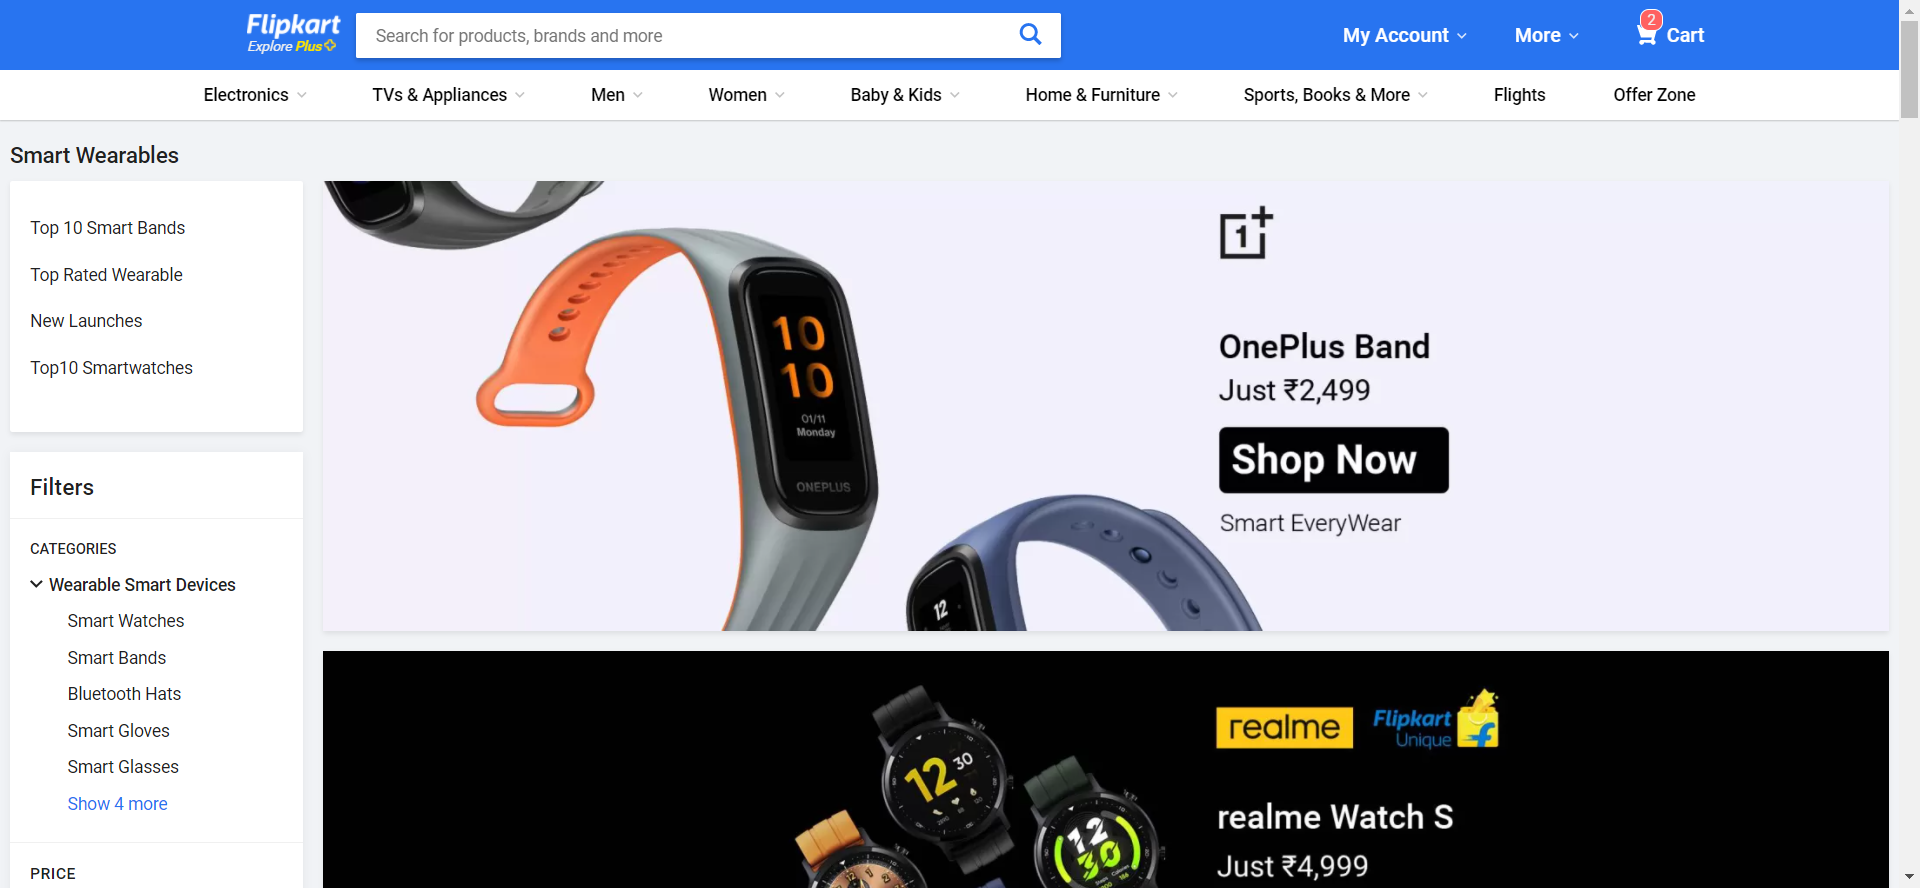 Flipkart
Explore Plus
Search for products, brands and more
My Account
More
2
Cart
Electronics
TVs & Appliances
Men
Women
Baby & Kids
Home & Furniture
Sports, Books & More
Flights
Offer Zone
Smart Wearables
Top 10 Smart Bands
Top Rated Wearable
New Launches
Top10 Smartwatches
Filters
CATEGORIES
Wearable Smart Devices
Smart Watches
Smart Bands
Bluetooth Hats
Smart Gloves
Smart Glasses
Show 4 more
PRICE
10
10
01/11
Monday
ONEPLUS
12
1+
OnePlus Band
Just ₹2,499
Shop Now
Smart EveryWear
12 30
12
30
realme
Flipkart
Unique
realme Watch S
Just ₹4,999